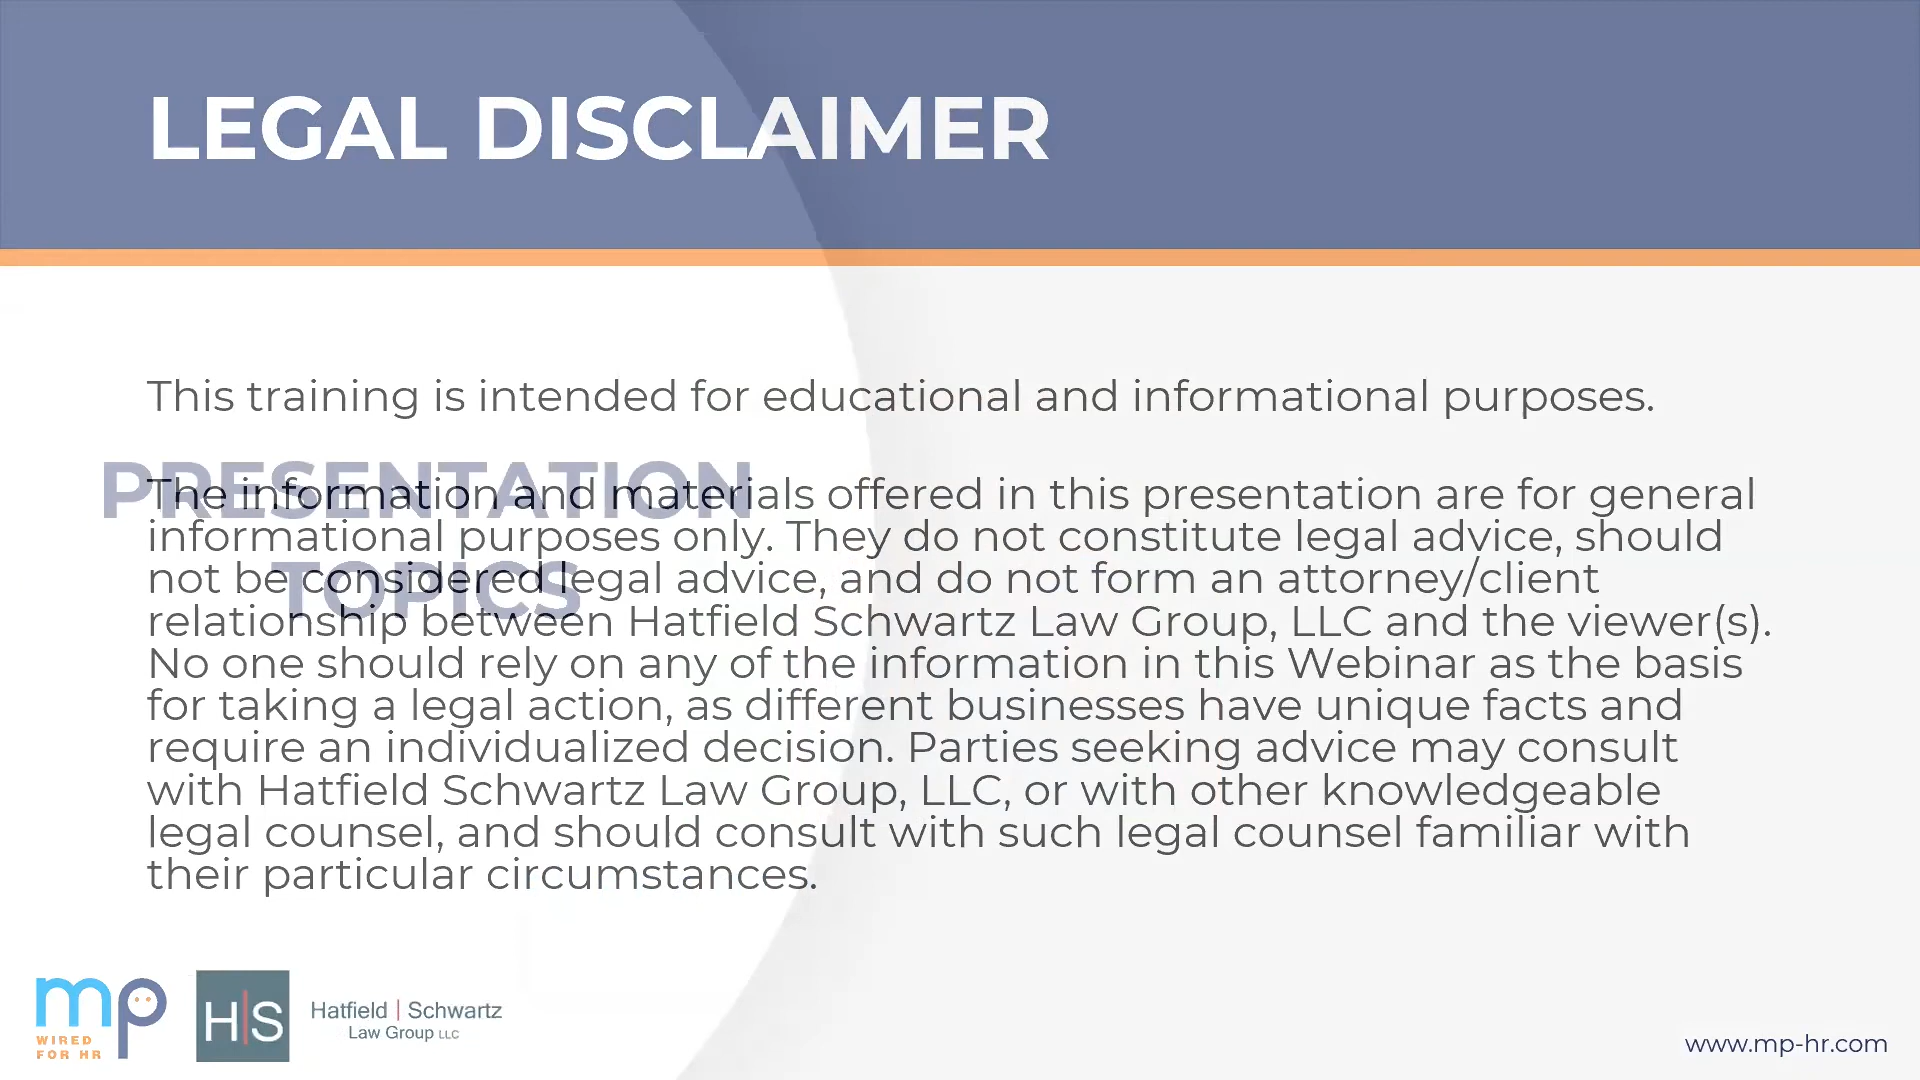 LEGAL DISCLAIMER
This training is intended for educational and informational purposes.
PRESENTATION
TOPICS
The information and materials offered in this presentation are for general
informational purposes only. They do not constitute legal advice, should
not be considered legal advice, and do not form an attorney/client
relationship between Hatfield Schwartz Law Group, LLC and the viewer(s).
No one should rely on any of the information in this Webinar as the basis
for taking a legal action, as different businesses have unique facts and
require an individualized decision. Parties seeking advice may consult
with Hatfield Schwartz Law Group, LLC, or with other knowledgeable
legal counsel, and should consult with such legal counsel familiar with
their particular circumstances.
mp
WIRED
FOR HR
H|S
Hatfield | Schwartz
Law Group LLC
www.mp-hr.com